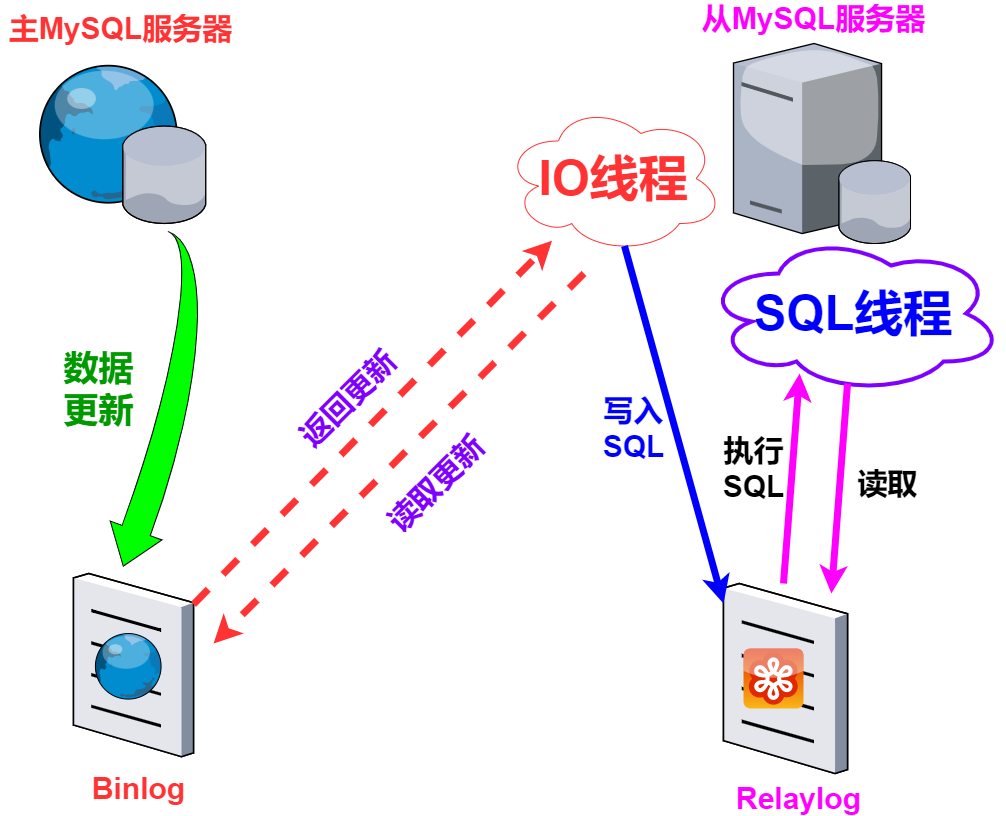 主MySQL服务器
从MySQL服务器
IO线程
SQL线程
数据
更新
返回更新
读取更新
写入
SQL
执行
SQL
读取
Binlog
Relaylog